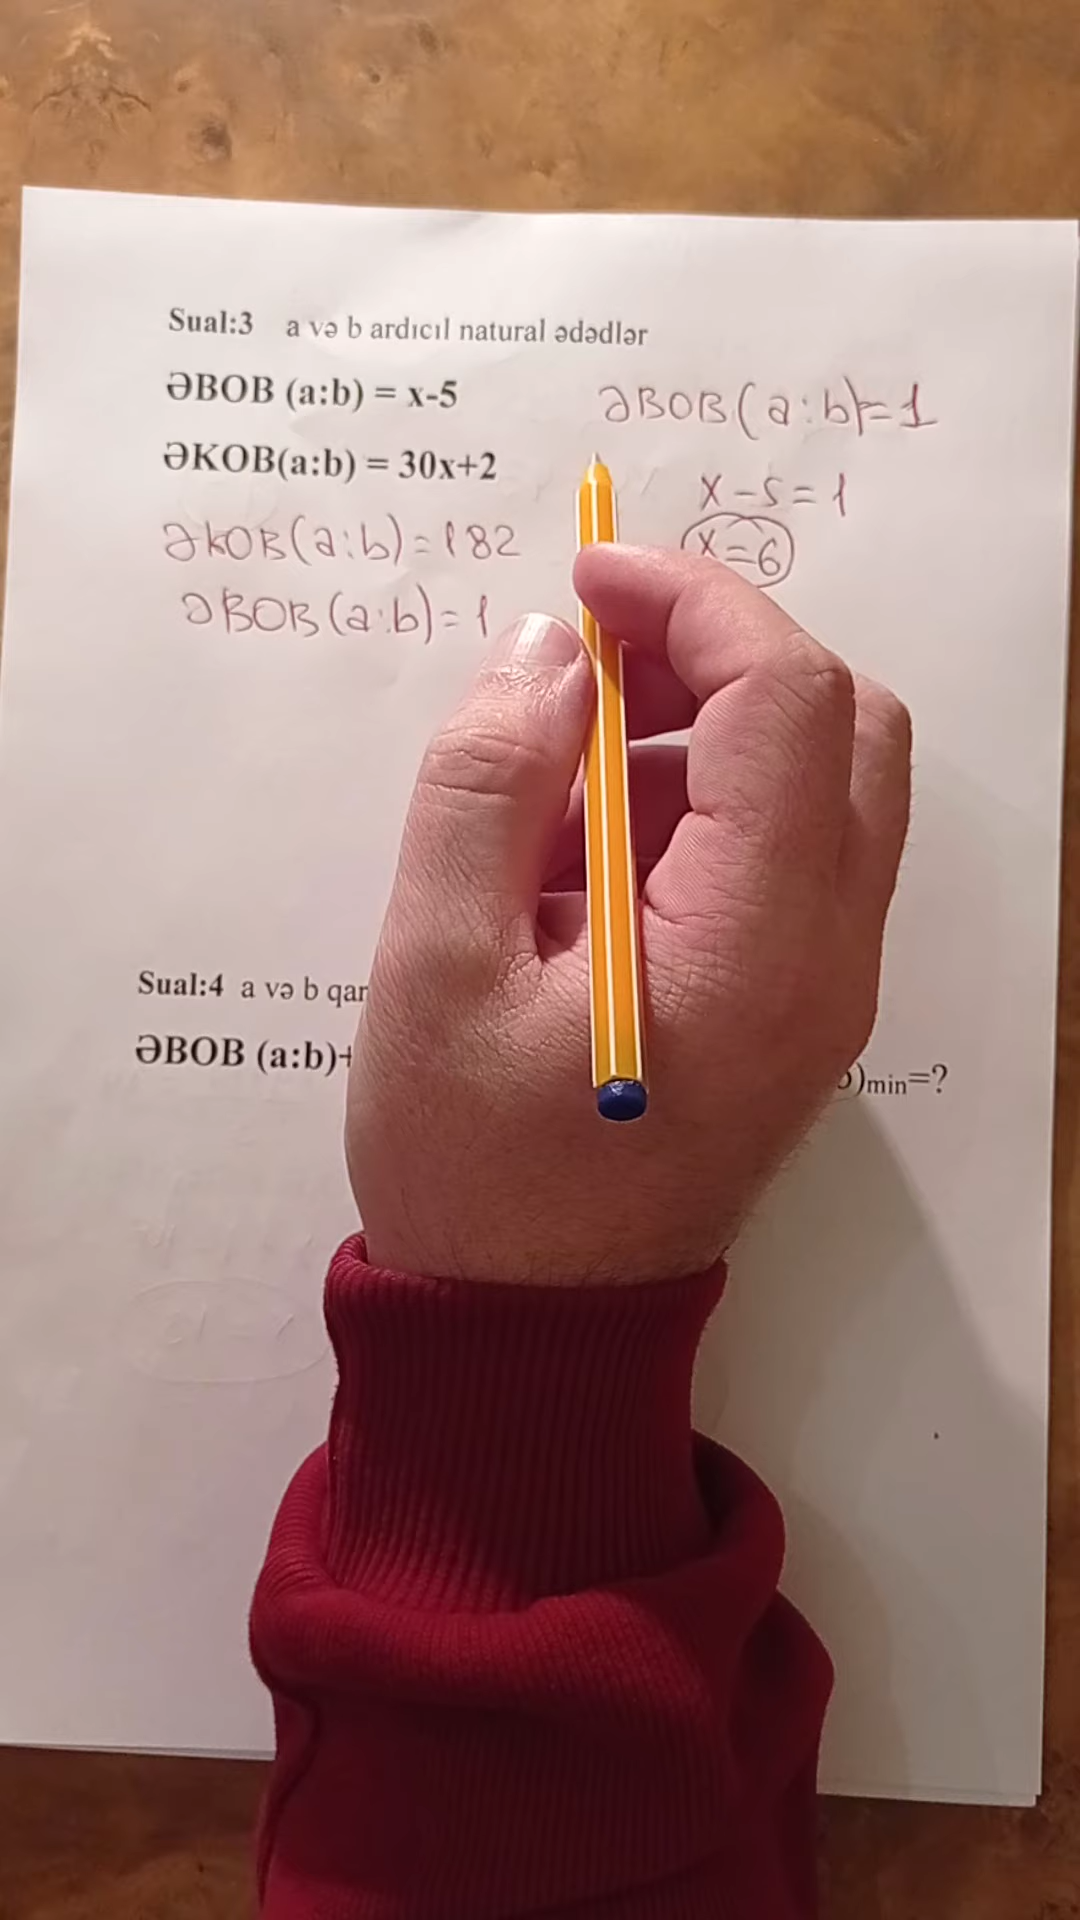 Sual:3 a və b ardıcıl natural ədədlər
ƏBOB (a:b) = x-5
ƏBOB(a:b)=1
ƏKOB(a:b) = 30x+2
x-5=1
ƏKOB(a:b)=182
x=6
ƏBOB(a:b)=1
Sual:4 a və b
ƏBOB (a:b)+
)min=?